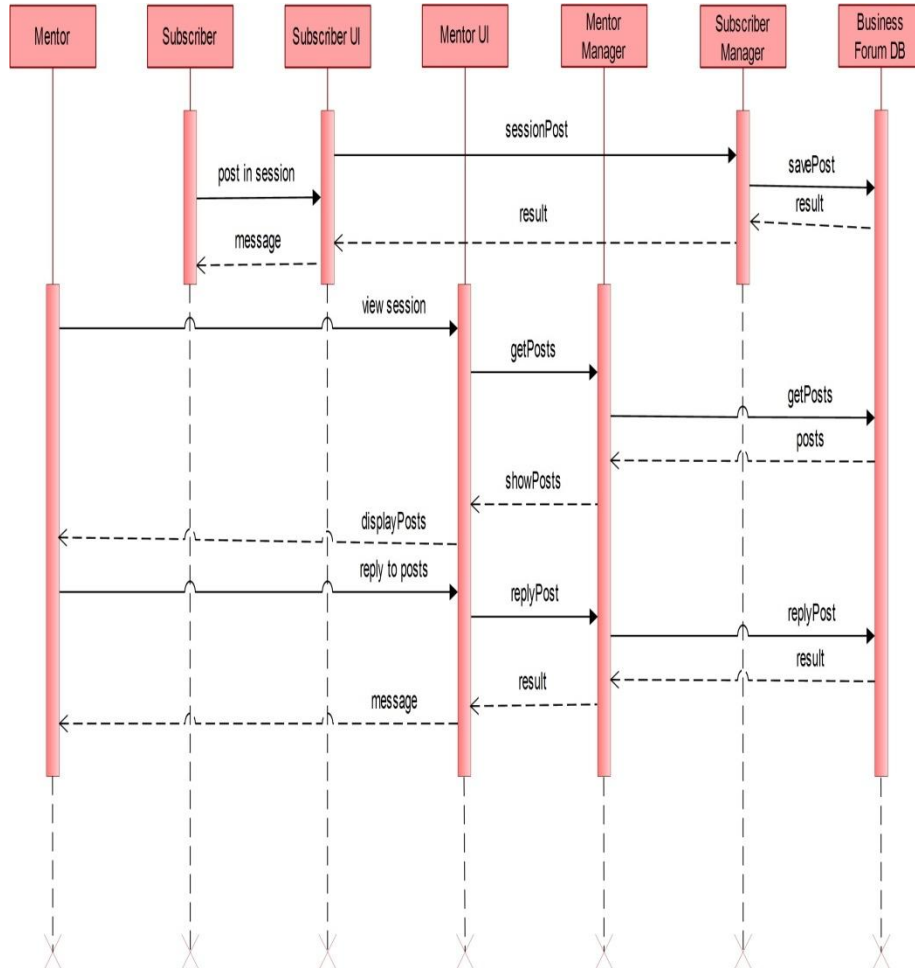 Mentor
Subscriber
Subscriber UI
Mentor UI
Mentor
Manager
Subscriber
Manager
Business
Forum DB
sessionPost
savePost
post in session
result
result
message
view session
getPosts
getPosts
posts
showPosts
displayPosts
reply to posts
replyPost
replyPost
result
result
message